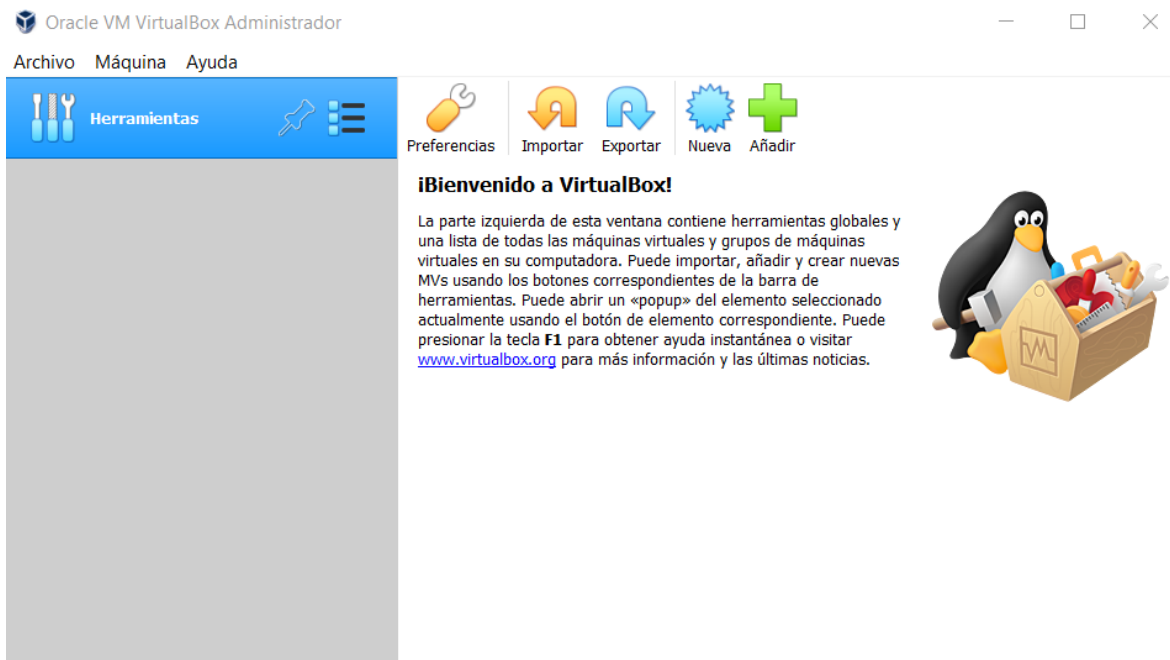 Oracle VM VirtualBox Administrador
Archivo Máquina Ayuda
Herramientas
Preferencias Importar Exportar Nueva Añadir
¡Bienvenido a VirtualBox!
La parte izquierda de esta ventana contiene herramientas globales y
una lista de todas las máquinas virtuales y grupos de máquinas
virtuales en su computadora. Puede importar, añadir y crear nuevas
MVs usando los botones correspondientes de la barra de
herramientas. Puede abrir un «popup» del elemento seleccionado
actualmente usando el botón de elemento correspondiente. Puede
presionar la tecla F1 para obtener ayuda instantánea o visitar
www.virtualbox.org para más información y las últimas noticias.